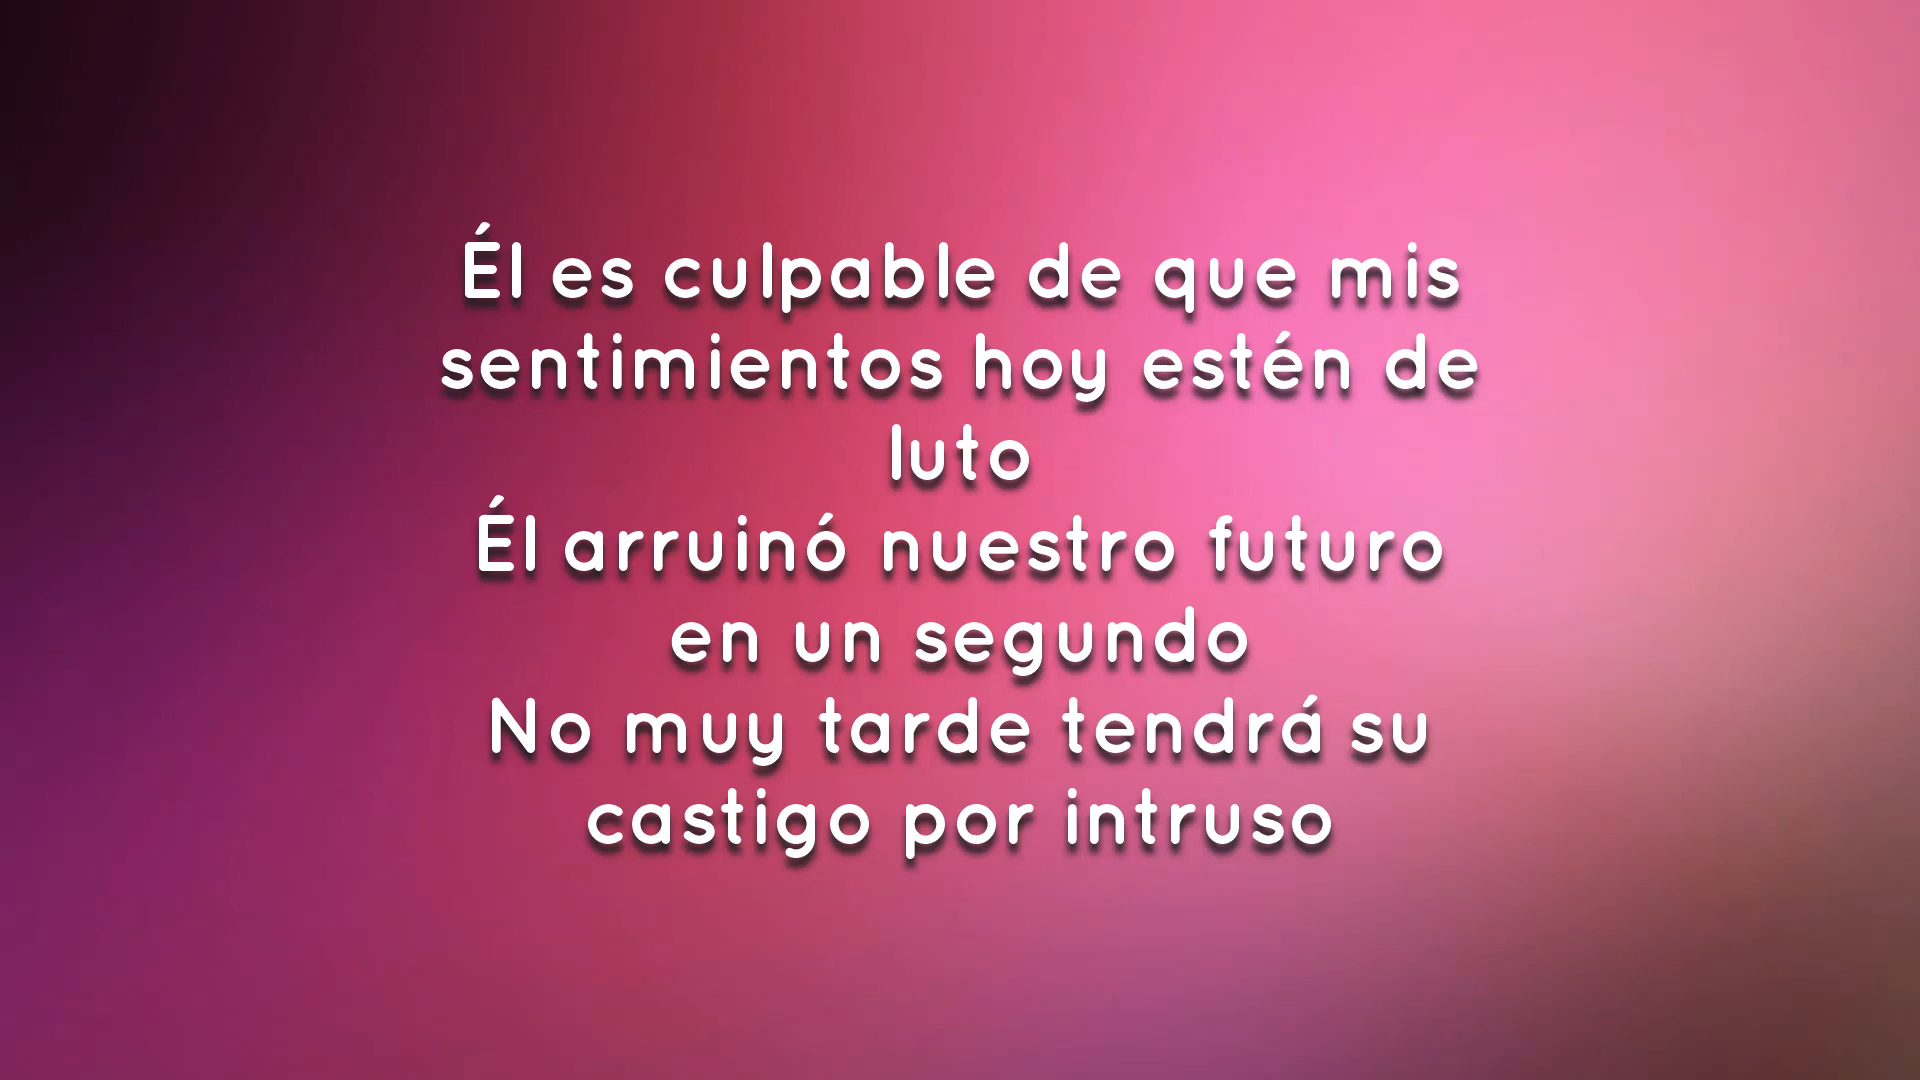 Él es culpable de que mis
sentimientos hoy estén de
luto
Él arruinó nuestro futuro
en un segundo
No muy tarde tendrá su
castigo por intruso